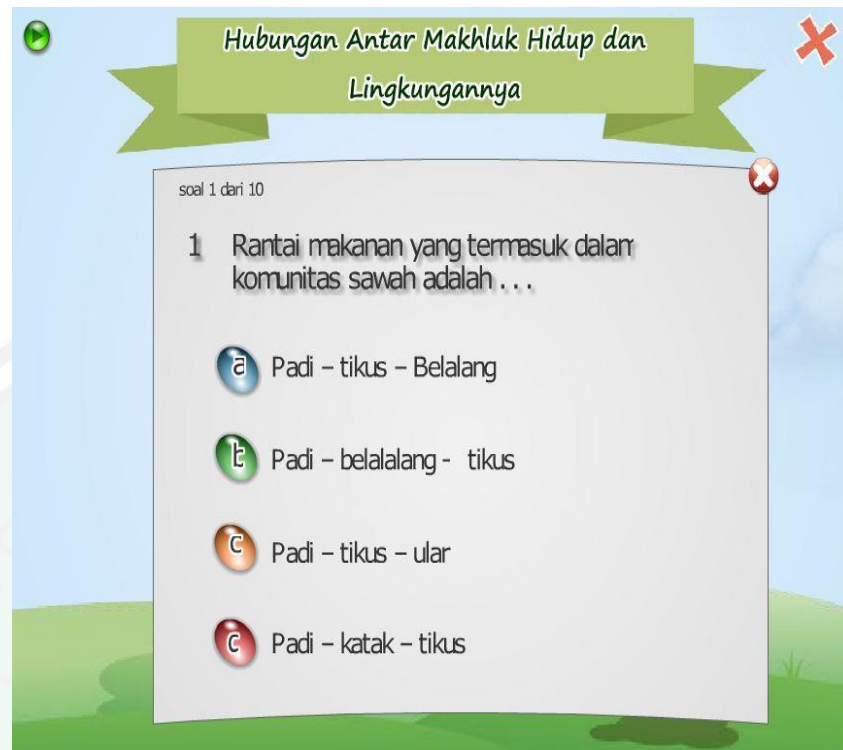 Hubungan Antar Makhluk Hidup dan
Lingkungannya
soal 1 dari 10
1 Rantai makanan yang termasuk dalam
komunitas sawah adalah . . .
a Padi – tikus – Belalang
b Padi – belalalang - tikus
c Padi – tikus – ular
c Padi – katak – tikus